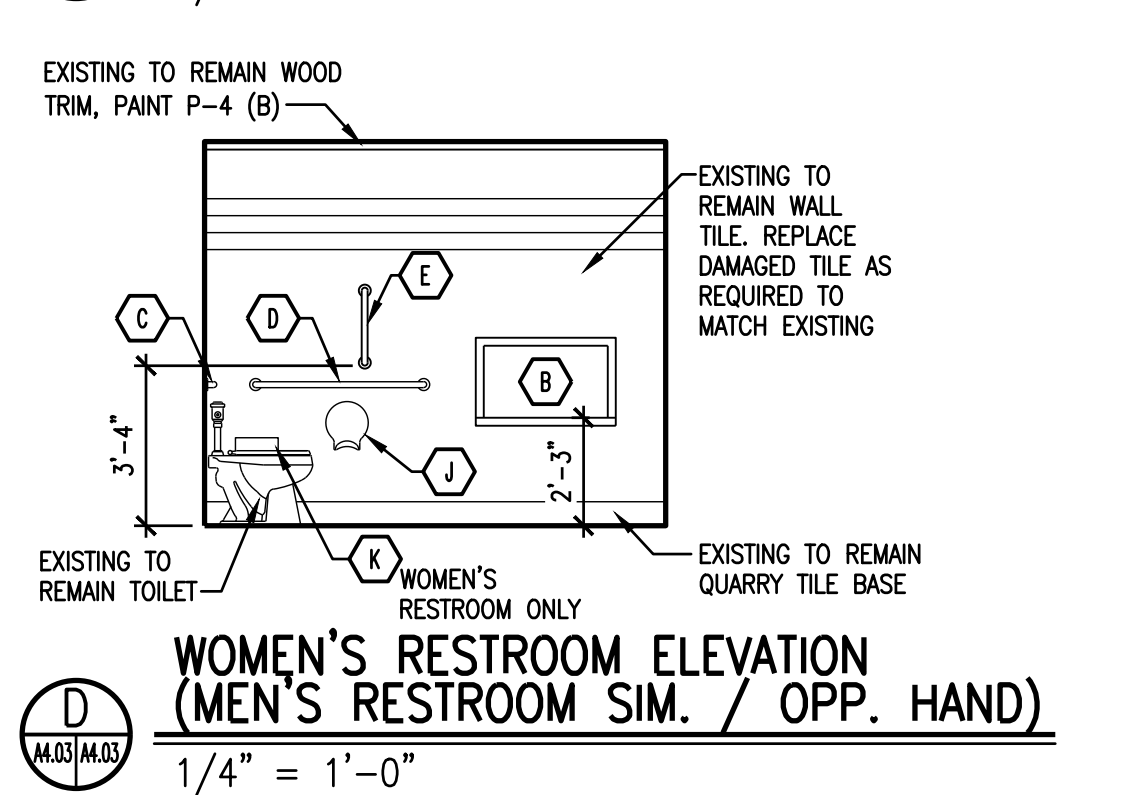 EXISTING TO REMAIN WOOD
TRIM, PAINT P-4 (B)
EXISTING TO
REMAIN WALL
TILE. REPLACE
DAMAGED TILE AS
REQUIRED TO
MATCH EXISTING
E
C
D
B
3'-4"
J
2'-3"
EXISTING TO
REMAIN TOILET
K
WOMEN'S
RESTROOM ONLY
EXISTING TO REMAIN
QUARRY TILE BASE
WOMEN'S RESTROOM ELEVATION
(MEN'S RESTROOM SIM. / OPP. HAND)
D
A4.03 A4.03
1/4" = 1'-0"